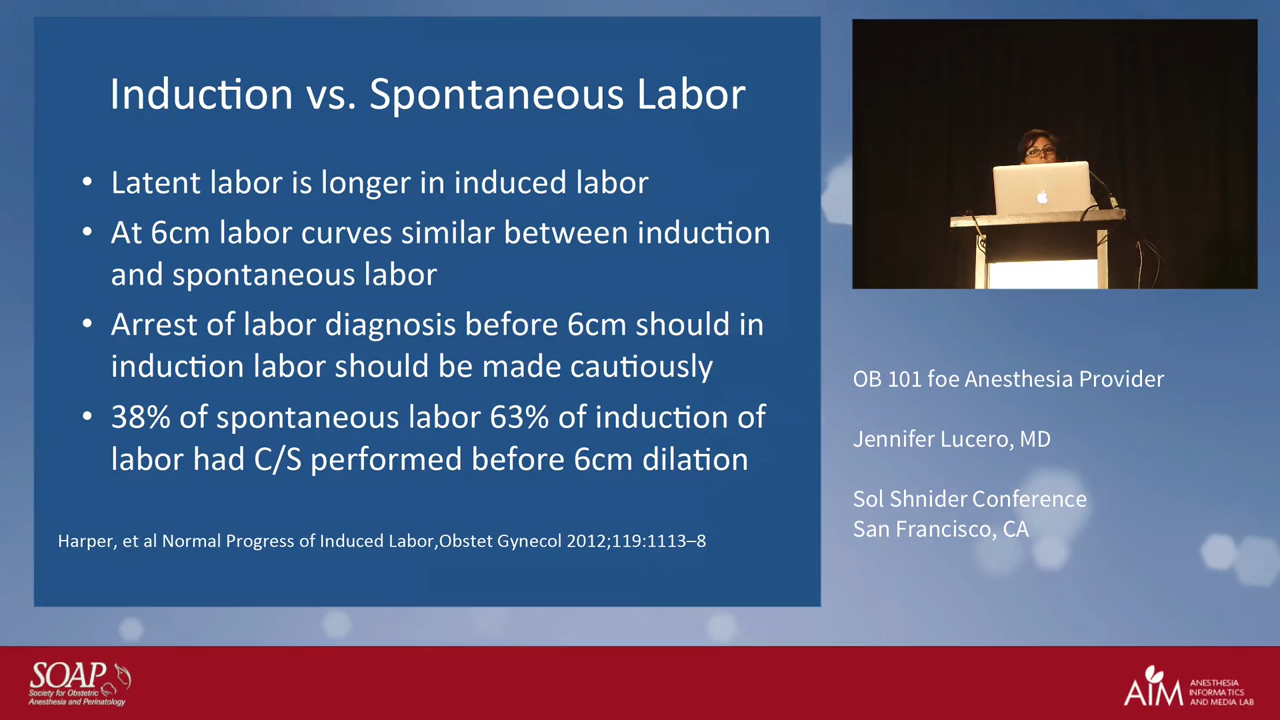 Induction vs. Spontaneous Labor
• Latent labor is longer in induced labor
• At 6cm labor curves similar between induction
and spontaneous labor
• Arrest of labor diagnosis before 6cm should in
induction labor should be made cautiously
• 38% of spontaneous labor 63% of induction of
labor had C/S performed before 6cm dilation
Harper, et al Normal Progress of Induced Labor,Obstet Gynecol 2012;119:1113–8
OB 101 foe Anesthesia Provider
Jennifer Lucero, MD
Sol Shnider Conference
San Francisco, CA
SOAP
Society for Obstetric
Anesthesia and Perinatology
AIM
ANESTHESIA
INFORMATICS
AND MEDIA LAB